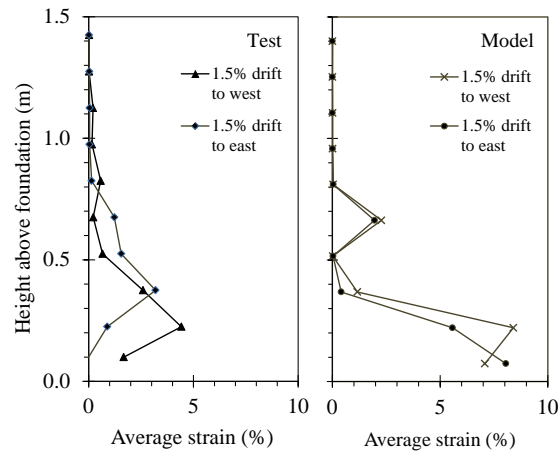 Test
1.5% drift
to west
1.5% drift
to east
Height above foundation (m)
1.5
1.0
0.5
0.0
0
5
10
Average strain (%)
Model
1.5% drift
to west
1.5% drift
to east
0
5
10
Average strain (%)